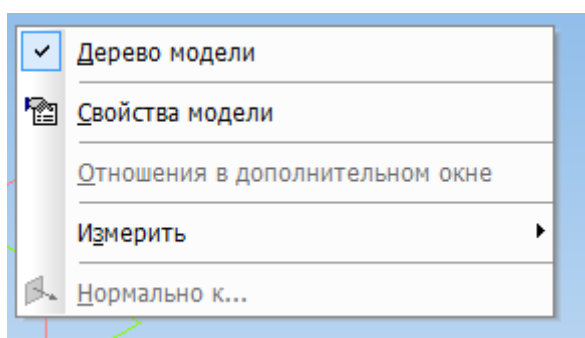 Дерево модели
Свойства модели
Отношения в дополнительном окне
Измерить
Нормально к...